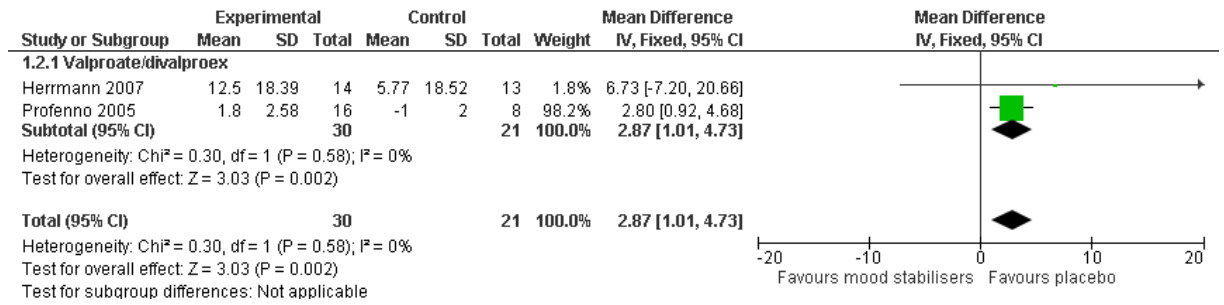 Experimental Control Mean Difference Mean Difference
Study or Subgroup Mean SD Total Mean SD Total Weight IV, Fixed, 95% CI IV, Fixed, 95% CI
1.2.1 Valproate/divalproex
Herrmann 2007 12.5 18.39 14 5.77 18.52 13 1.8% 6.73 [-7.20, 20.66]
Profenno 2005 1.8 2.58 16 -1 2 8 98.2% 2.80 [0.92, 4.68]
Subtotal (95% CI) 30 21 100.0% 2.87 [1.01, 4.73]
Heterogeneity: Chi² = 0.30, df = 1 (P = 0.58); I² = 0%
Test for overall effect: Z = 3.03 (P = 0.002)
Total (95% CI) 30 21 100.0% 2.87 [1.01, 4.73]
Heterogeneity: Chi² = 0.30, df = 1 (P = 0.58); I² = 0%
Test for overall effect: Z = 3.03 (P = 0.002)
Test for subgroup differences: Not applicable
-20 -10 0 10 20
Favours mood stabilisers Favours placebo